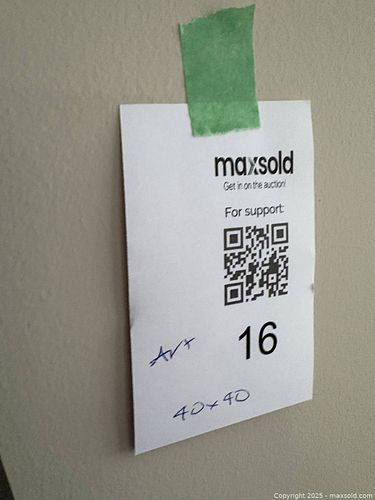 maxsold
Get in on the auction!
For support:
16
Art
40x40
Copyright 2025 - maxsold.com